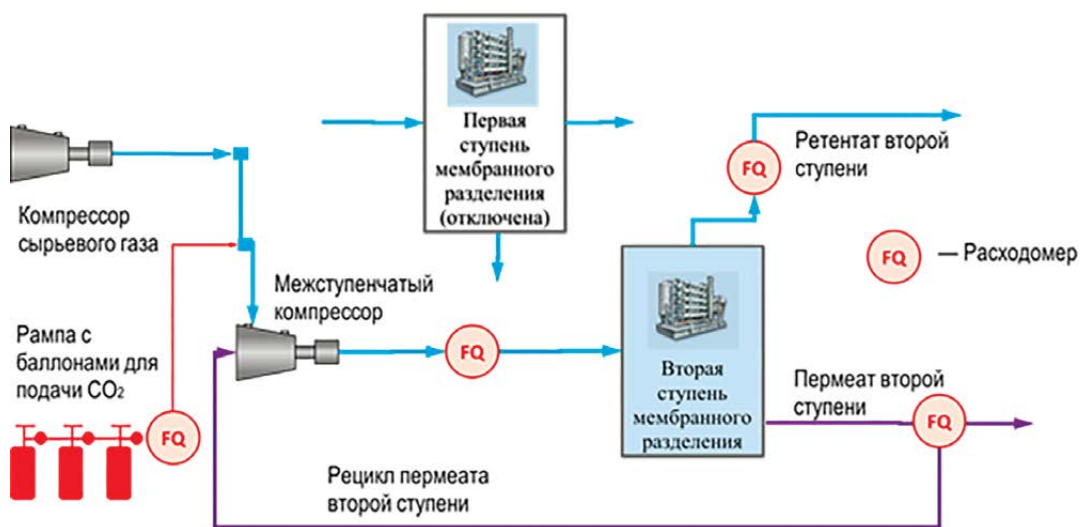 Первая
ступень
мембранного
разделения
(отключена)
Ретентат второй
ступени
FQ
Компрессор
сырьевого газа
FQ
— Расходомер
Межступенчатый
компрессор
Рампа с
баллонами для
подачи CO₂
FQ
FQ
Вторая
ступень
мембранного
разделения
Пермеат второй
ступени
FQ
Рецикл пермеата
второй ступени